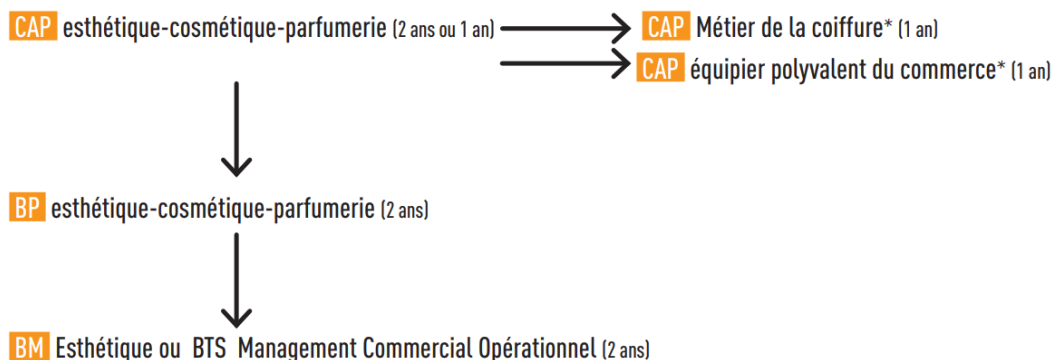 CAP esthétique-cosmétique-parfumerie (2 ans ou 1 an)
CAP Métier de la coiffure* (1 an)
CAP équipier polyvalent du commerce* (1 an)
BP esthétique-cosmétique-parfumerie (2 ans)
BM Esthétique ou BTS Management Commercial Opérationnel (2 ans)